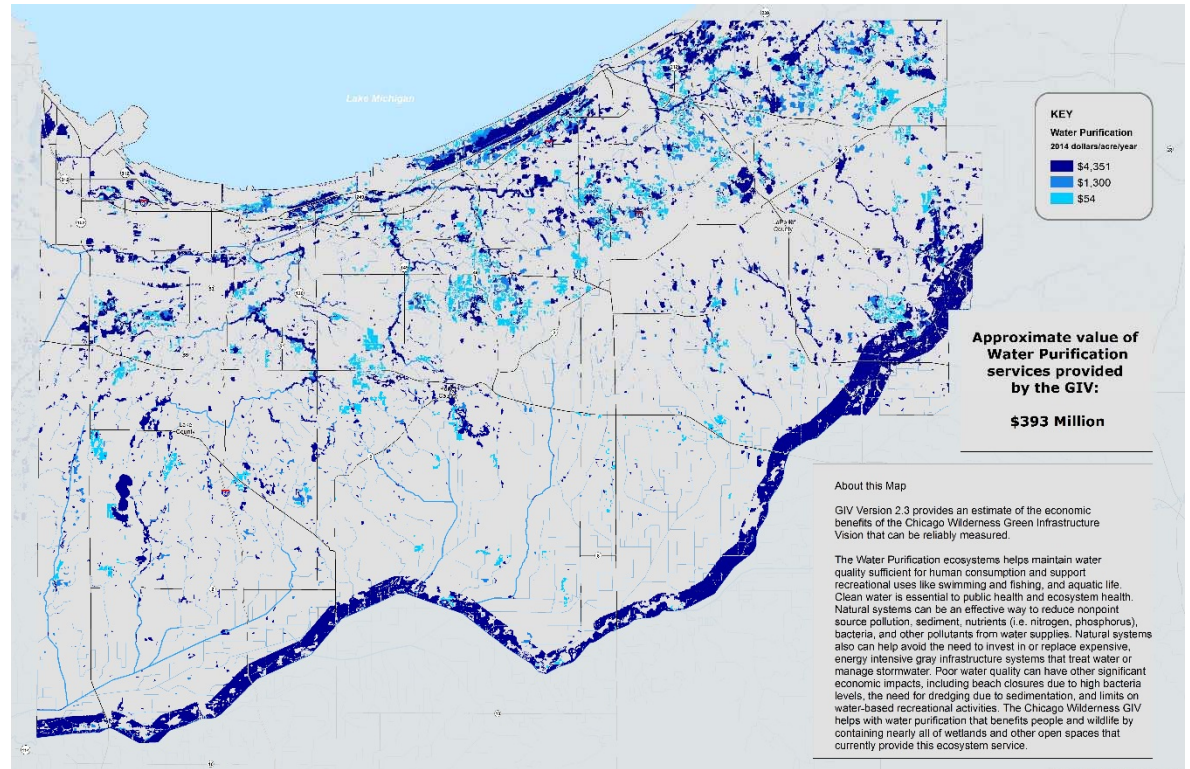 Lake Michigan
KEY
Water Purification
2014 dollars/acre/year
$4,351
$1,300
$54
Approximate value of
Water Purification
services provided
by the GIV:
$393 Million
About this Map
GIV Version 2.3 provides an estimate of the economic
benefits of the Chicago Wilderness Green Infrastructure
Vision that can be reliably measured.
The Water Purification ecosystems helps maintain water
quality sufficient for human consumption and support
recreational uses like swimming and fishing, and aquatic life.
Clean water is essential to public health and ecosystem health.
Natural systems can be an effective way to reduce nonpoint
source pollution, sediment, nutrients (i.e. nitrogen, phosphorus),
bacteria, and other pollutants from water supplies. Natural systems
also can help avoid the need to invest in or replace expensive,
energy intensive gray infrastructure systems that treat water or
manage stormwater. Poor water quality can have other significant
economic impacts, including beach closures due to high bacteria
levels, the need for dredging due to sedimentation, and limits on
water-based recreational activities. The Chicago Wilderness GIV
helps with water purification that benefits people and wildlife by
containing nearly all of wetlands and other open spaces that
currently provide this ecosystem service.